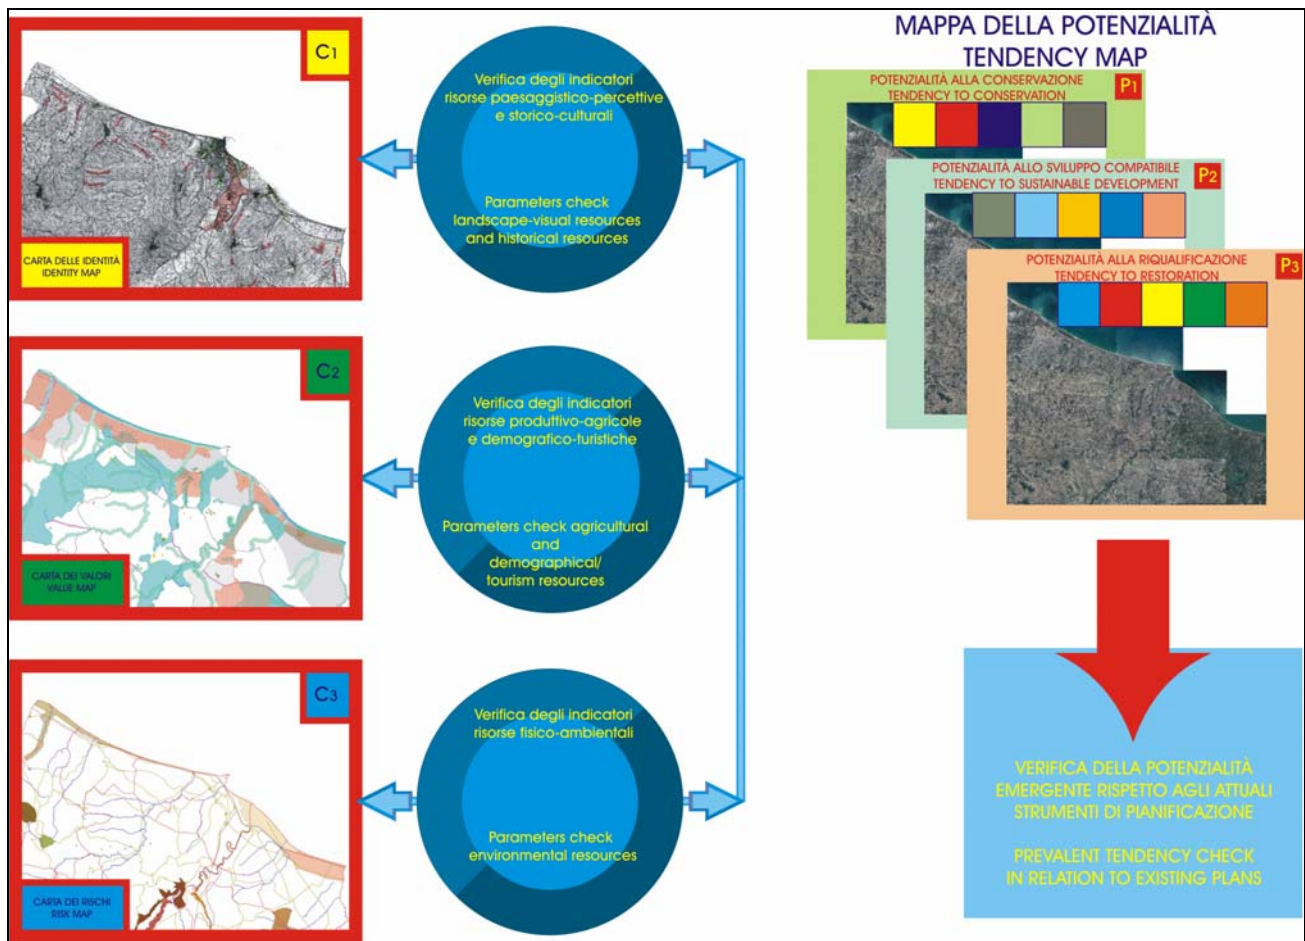 C1
CARTA DELLE IDENTITÀ
IDENTITY MAP
Verifica degli indicatori
risorse paesaggistico-percettive
e storico-culturali
Parameters check
landscape-visual resources
and historical resources
C2
CARTA DEI VALORI
VALUE MAP
Verifica degli indicatori
risorse produttivo-agricole
e demografico-turistiche
Parameters check agricultural
and
demographical/
tourism resources
C3
CARTA DEI RISCHI
RISK MAP
Verifica degli indicatori
risorse fisico-ambientali
Parameters check
environmental resources
MAPPA DELLA POTENZIALITÀ
TENDENCY MAP
POTENZIALITÀ ALLA CONSERVAZIONE
TENDENCY TO CONSERVATION
P1
POTENZIALITÀ ALLO SVILUPPO COMPATIBILE
TENDENCY TO SUSTAINABLE DEVELOPMENT
P2
POTENZIALITÀ ALLA RIQUALIFICAZIONE
TENDENCY TO RESTORATION
P3
VERIFICA DELLA POTENZIALITÀ
EMERGENTE RISPETTO AGLI ATTUALI
STRUMENTI DI PIANIFICAZIONE
PREVALENT TENDENCY CHECK
IN RELATION TO EXISTING PLANS